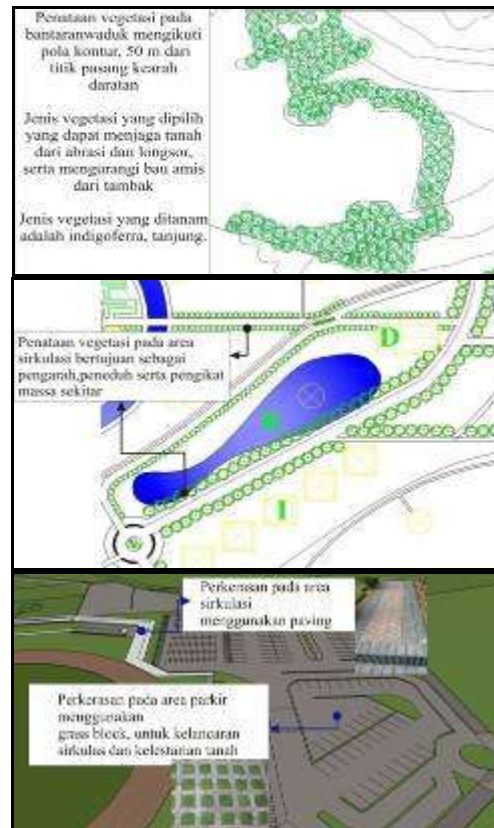 Penataan vegetasi pada
bantaranwaduk mengikuti
pola kontur, 50 m dari
titik pasang kearah
daratan
Jenis vegetasi yang dipilih
yang dapat menjaga tanah
dari abrasi dan longsor,
serta mengurangi bau amis
dari tambak
Jenis vegetasi yang ditanam
adalah indigoferra, tanjung.
Penataan vegetasi pada area
sirkulasi bertujuan sebagai
pengarah,peneduh serta pengikat
massa sekitar
D
I
Perkerasan pada area
sirkulasi
menggunakan paving
Perkerasan pada area parkir
menggunakan
grass block, untuk kelancaran
sirkulus dan kelestarian tanah